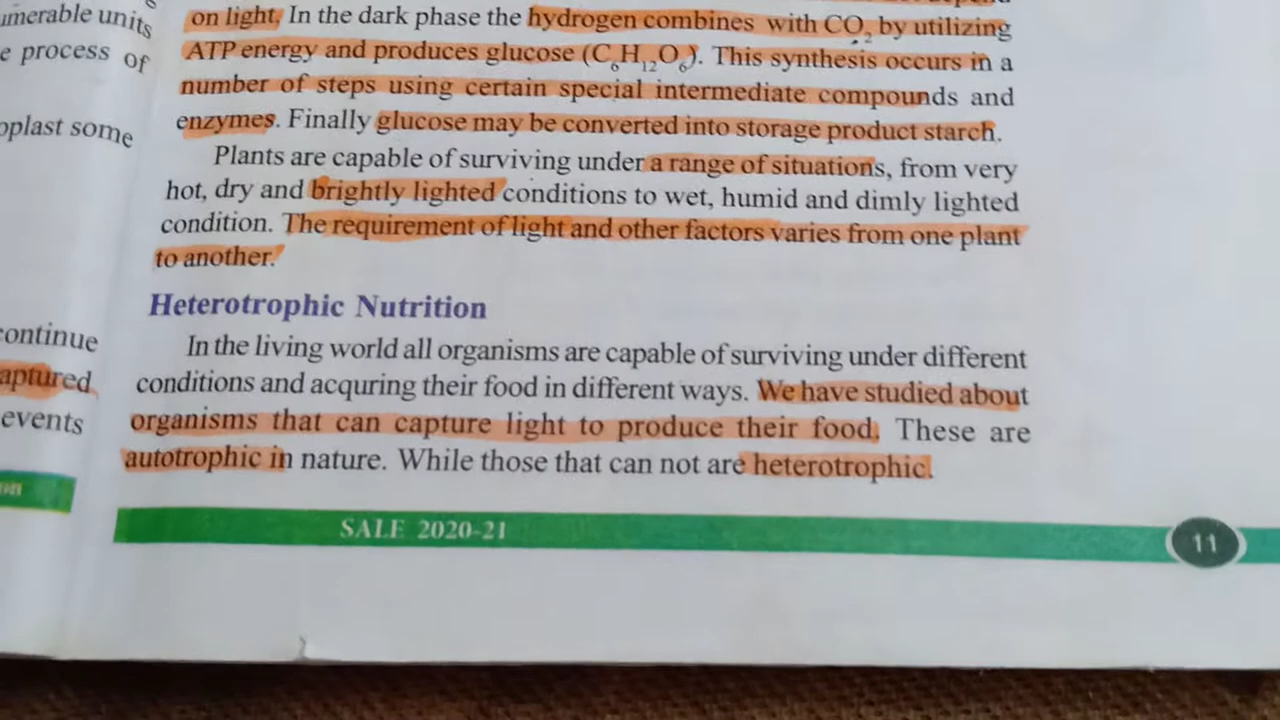 umerable units
e process of
oplast some
continue
aptured
events
on light. In the dark phase the hydrogen combines with CO₂ by utilizing
ATP energy and produces glucose (C₆H₁₂O₆). This synthesis occurs in a
number of steps using certain special intermediate compounds and
enzymes. Finally glucose may be converted into storage product starch.
Plants are capable of surviving under a range of situations, from very
hot, dry and brightly lighted conditions to wet, humid and dimly lighted
condition. The requirement of light and other factors varies from one plant
to another.
Heterotrophic Nutrition
In the living world all organisms are capable of surviving under different
conditions and acquring their food in different ways. We have studied about
organisms that can capture light to produce their food. These are
autotrophic in nature. While those that can not are heterotrophic.
SALE 2020-21
11